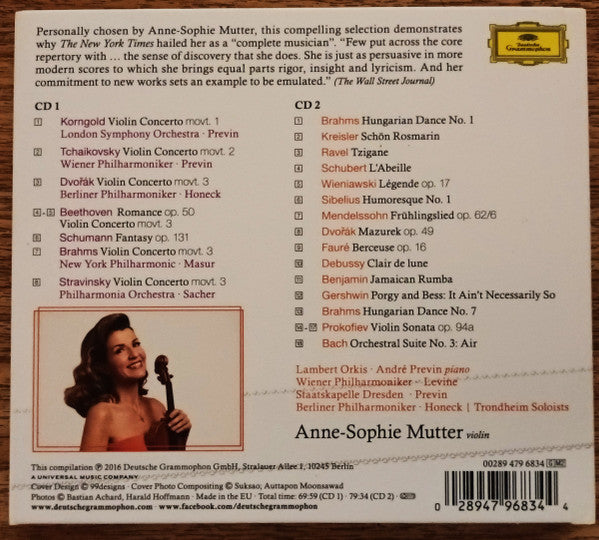 Personally chosen by Anne-Sophie Mutter, this compelling selection demonstrates
why The New York Times hailed her as a “complete musician”. “Few put across the core
repertory with … the sense of discovery that she does. She is just as persuasive in more
modern scores to which she brings equal parts rigor, insight and lyricism. And her
commitment to new works sets an example to be emulated.” (The Wall Street Journal)
Deutsche
Grammophon
CD 1
1 Korngold Violin Concerto movt. 1
London Symphony Orchestra · Previn
2 Tchaikovsky Violin Concerto movt. 2
Wiener Philharmoniker · Previn
3 Dvořák Violin Concerto movt. 3
Berliner Philharmoniker · Honeck
4 - 5 Beethoven Romance op. 50
Violin Concerto movt. 3
6 Schumann Fantasy op. 131
7 Brahms Violin Concerto movt. 3
New York Philharmonic · Masur
8 Stravinsky Violin Concerto movt. 3
Philharmonia Orchestra · Sacher
CD 2
1 Brahms Hungarian Dance No. 1
2 Kreisler Schön Rosmarin
3 Ravel Tzigane
4 Schubert L'Abeille
5 Wieniawski Légende op. 17
6 Sibelius Humoresque No. 1
7 Mendelssohn Frühlingslied op. 62/6
8 Dvořák Mazurek op. 49
9 Fauré Berceuse op. 16
10 Debussy Clair de lune
11 Benjamin Jamaican Rumba
12 Gershwin Porgy and Bess: It Ain't Necessarily So
13 Brahms Hungarian Dance No. 7
14 - 17 Prokofiev Violin Sonata op. 94a
18 Bach Orchestral Suite No. 3: Air
Lambert Orkis · André Previn piano
Wiener Philharmoniker · Levine
Staatskapelle Dresden · Previn
Berliner Philharmoniker · Honeck | Trondheim Soloists
Anne-Sophie Mutter violin
This compilation ℗ 2016 Deutsche Grammophon GmbH, Stralauer Allee 1, 10245 Berlin
A UNIVERSAL MUSIC COMPANY
Cover Design © 99designs · Cover Photo Compositing © Suksao, Auttapon Moonsawad
Photos © Bastian Achard, Harald Hoffmann · Made in the EU · Total time: 69:59 (CD 1) · 79:34 (CD 2)
www.deutschegrammophon.com · www.facebook.com/deutschegrammophon
00289 479 6834 GM2
0 28947 96834 4